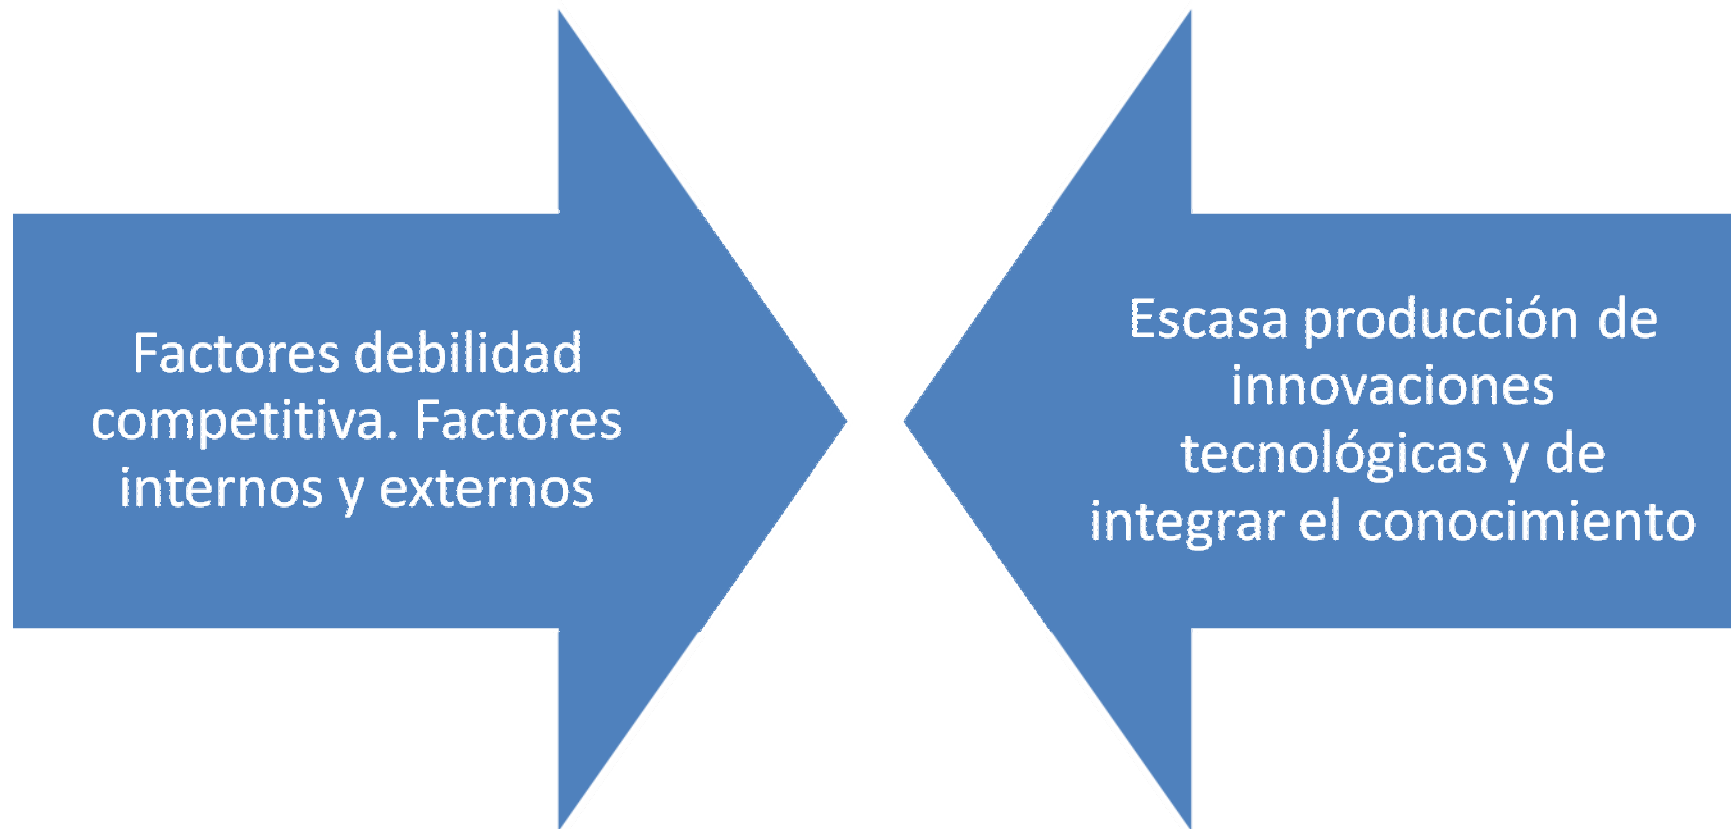 Factores debilidad
competitiva. Factores
internos y externos
Escasa producción de
innovaciones
tecnológicas y de
integrar el conocimiento